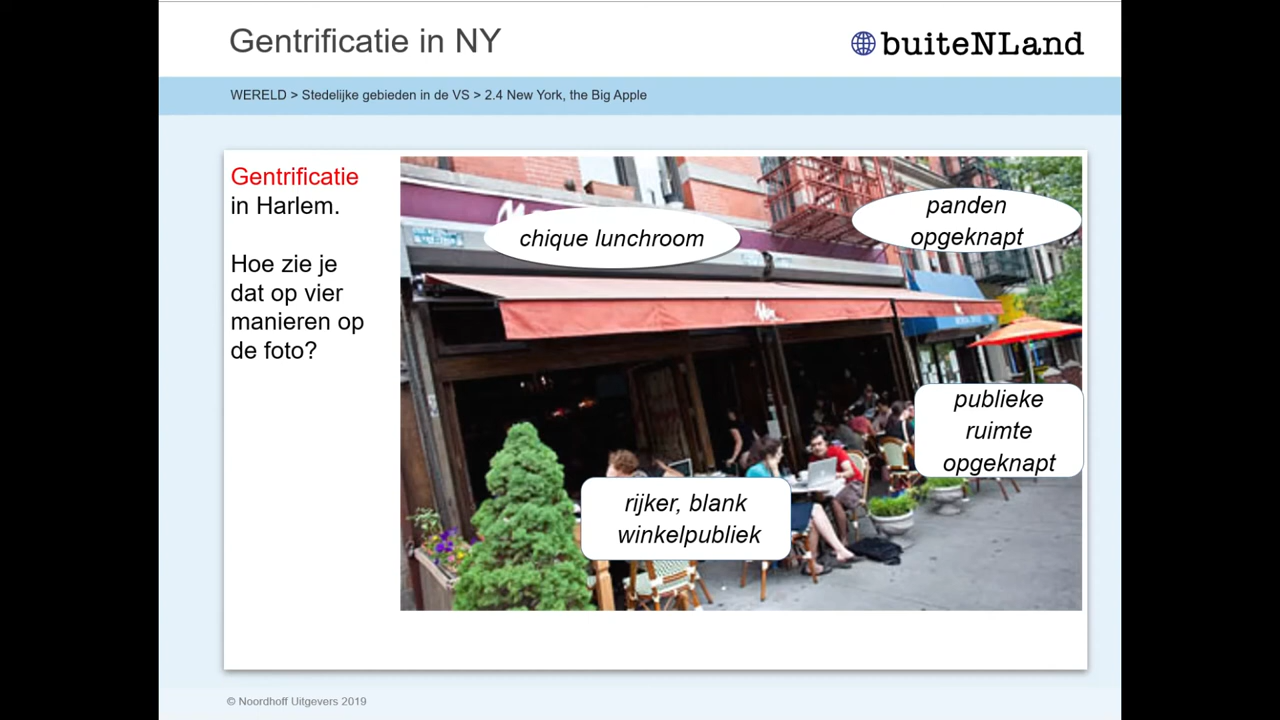 Gentrificatie in NY
buiteNLand
WERELD > Stedelijke gebieden in de VS > 2.4 New York, the Big Apple
Gentrificatie
in Harlem.
Hoe zie je
dat op vier
manieren op
de foto?
chique lunchroom
panden
opgeknapt
publieke
ruimte
opgeknapt
rijker, blank
winkelpubliek
© Noordhoff Uitgevers 2019